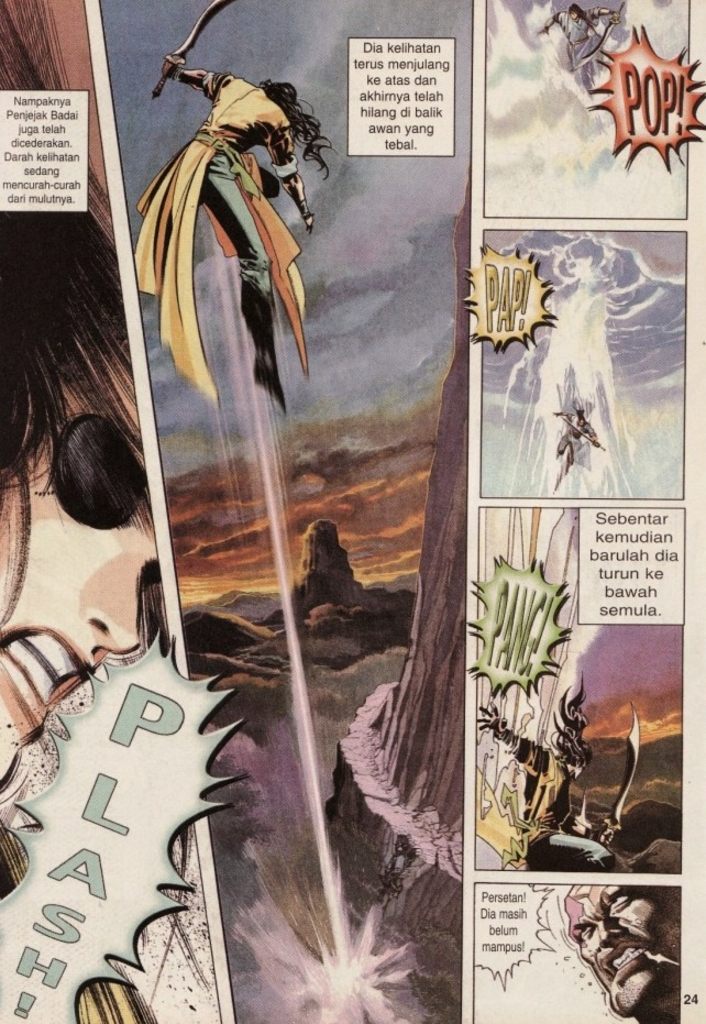 Nampaknya
Penjejak Badai
juga telah
dicederakan.
Darah kelihatan
sedang
mencurah-curah
dari mulutnya.
PLASH!
Dia kelihatan
terus menjulang
ke atas dan
akhirnya telah
hilang di balik
awan yang
tebal.
POP!
PAP!
Sebentar
kemudian
barulah dia
turun ke
bawah
semula.
PANG!
Persetan!
Dia masih
belum
mampus!
24